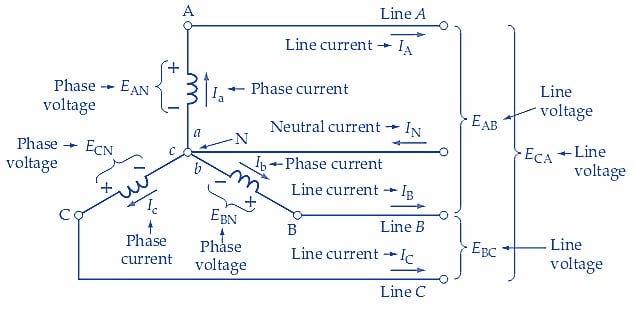 A
Line A
Line current → I_A
+
Phase voltage → E_AN
I_a ← Phase current
−
Line voltage
a
N
Neutral current → I_N
E_AB
Phase voltage → E_CN
c
b
I_b ← Phase current
E_CA ← Line voltage
−
+
−
+
Line current → I_B
C
I_c
E_BN
B
Line B
Phase current
Phase voltage
Line current → I_C
E_BC
Line voltage
Line C